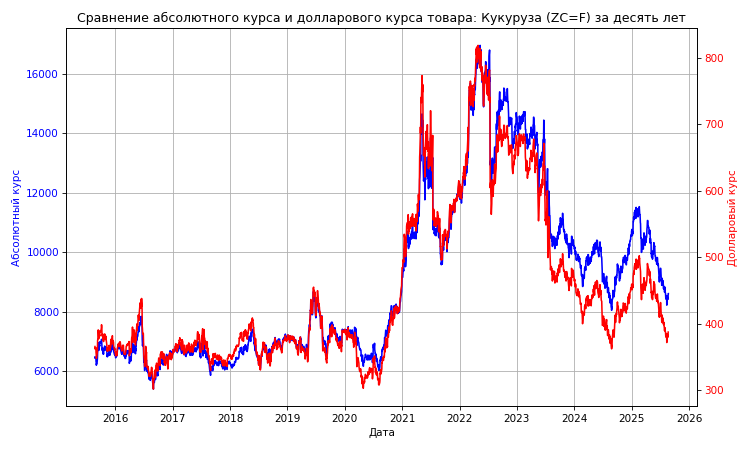 Сравнение абсолютного курса и долларового курса товара: Кукуруза (ZC=F) за десять лет
Абсолютный курс
16000
14000
12000
10000
8000
6000
800
700
600
500
400
300
Долларовый курс
2016 2017 2018 2019 2020 2021 2022 2023 2024 2025 2026
Дата